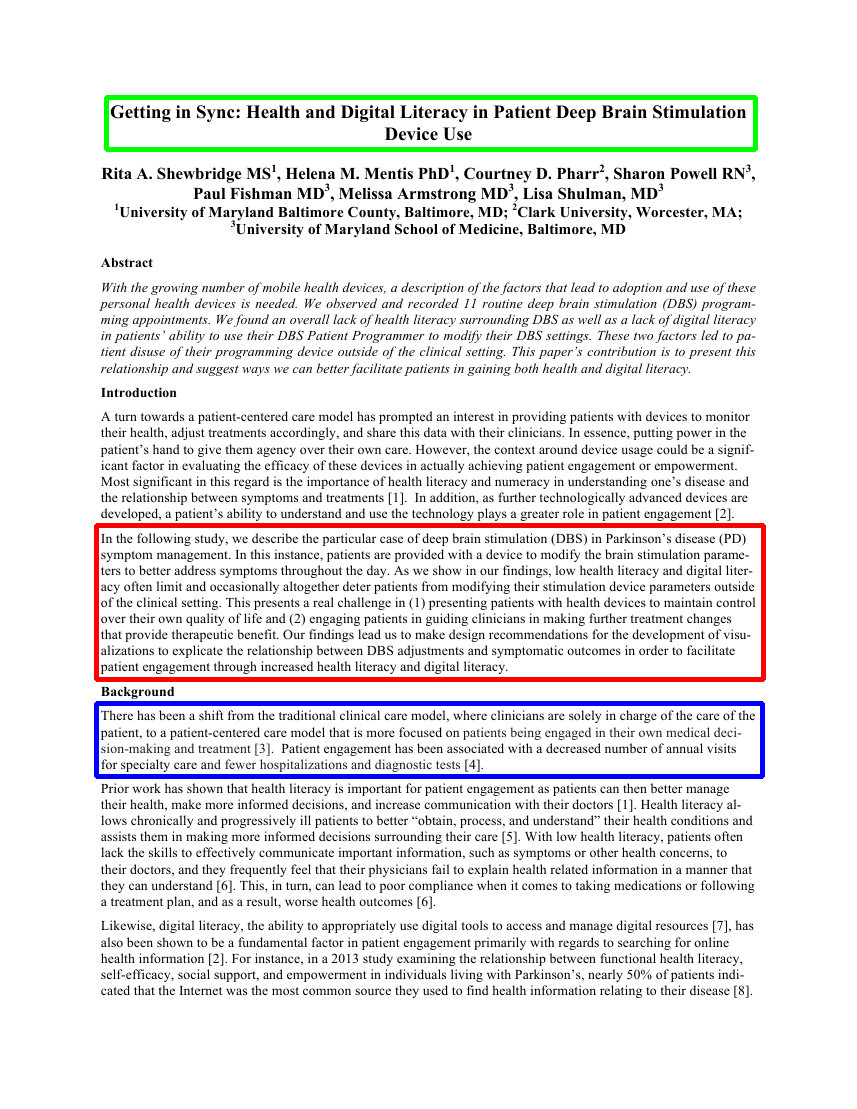 Getting in Sync: Health and Digital Literacy in Patient Deep Brain Stimulation
Device Use
Rita A. Shewbridge MS1, Helena M. Mentis PhD1, Courtney D. Pharr2, Sharon Powell RN3,
Paul Fishman MD3, Melissa Armstrong MD3, Lisa Shulman, MD3
1University of Maryland Baltimore County, Baltimore, MD; 2Clark University, Worcester, MA;
3University of Maryland School of Medicine, Baltimore, MD
Abstract
With the growing number of mobile health devices, a description of the factors that lead to adoption and use of these
personal health devices is needed. We observed and recorded 11 routine deep brain stimulation (DBS) program-
ming appointments. We found an overall lack of health literacy surrounding DBS as well as a lack of digital literacy
in patients' ability to use their DBS Patient Programmer to modify their DBS settings. These two factors led to pa-
tient disuse of their programming device outside of the clinical setting. This paper's contribution is to present this
relationship and suggest ways we can better facilitate patients in gaining both health and digital literacy.
Introduction
A turn towards a patient-centered care model has prompted an interest in providing patients with devices to monitor
their health, adjust treatments accordingly, and share this data with their clinicians. In essence, putting power in the
patient's hand to give them agency over their own care. However, the context around device usage could be a signif-
icant factor in evaluating the efficacy of these devices in actually achieving patient engagement or empowerment.
Most significant in this regard is the importance of health literacy and numeracy in understanding one's disease and
the relationship between symptoms and treatments [1].  In addition, as further technologically advanced devices are
developed, a patient's ability to understand and use the technology plays a greater role in patient engagement [2].
In the following study, we describe the particular case of deep brain stimulation (DBS) in Parkinson's disease (PD)
symptom management. In this instance, patients are provided with a device to modify the brain stimulation parame-
ters to better address symptoms throughout the day. As we show in our findings, low health literacy and digital liter-
acy often limit and occasionally altogether deter patients from modifying their stimulation device parameters outside
of the clinical setting. This presents a real challenge in (1) presenting patients with health devices to maintain control
over their own quality of life and (2) engaging patients in guiding clinicians in making further treatment changes
that provide therapeutic benefit. Our findings lead us to make design recommendations for the development of visu-
alizations to explicate the relationship between DBS adjustments and symptomatic outcomes in order to facilitate
patient engagement through increased health literacy and digital literacy.
Background
There has been a shift from the traditional clinical care model, where clinicians are solely in charge of the care of the
patient, to a patient-centered care model that is more focused on patients being engaged in their own medical deci-
sion-making and treatment [3].  Patient engagement has been associated with a decreased number of annual visits
for specialty care and fewer hospitalizations and diagnostic tests [4].
Prior work has shown that health literacy is important for patient engagement as patients can then better manage
their health, make more informed decisions, and increase communication with their doctors [1]. Health literacy al-
lows chronically and progressively ill patients to better “obtain, process, and understand” their health conditions and
assists them in making more informed decisions surrounding their care [5]. With low health literacy, patients often
lack the skills to effectively communicate important information, such as symptoms or other health concerns, to
their doctors, and they frequently feel that their physicians fail to explain health related information in a manner that
they can understand [6]. This, in turn, can lead to poor compliance when it comes to taking medications or following
a treatment plan, and as a result, worse health outcomes [6].
Likewise, digital literacy, the ability to appropriately use digital tools to access and manage digital resources [7], has
also been shown to be a fundamental factor in patient engagement primarily with regards to searching for online
health information [2]. For instance, in a 2013 study examining the relationship between functional health literacy,
self-efficacy, social support, and empowerment in individuals living with Parkinson's, nearly 50% of patients indi-
cated that the Internet was the most common source they used to find health information relating to their disease [8].